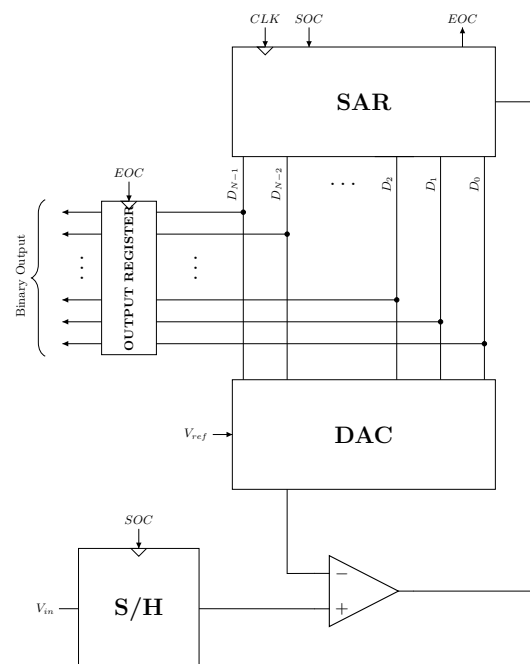 CLK
SOC
EOC
SAR
D_{N−1}
D_{N−2}
. . .
D_2
D_1
D_0
EOC
OUTPUT REGISTER
Binary Output
. . .
. . .
V_{ref}
DAC
SOC
V_{in}
S/H
−
+